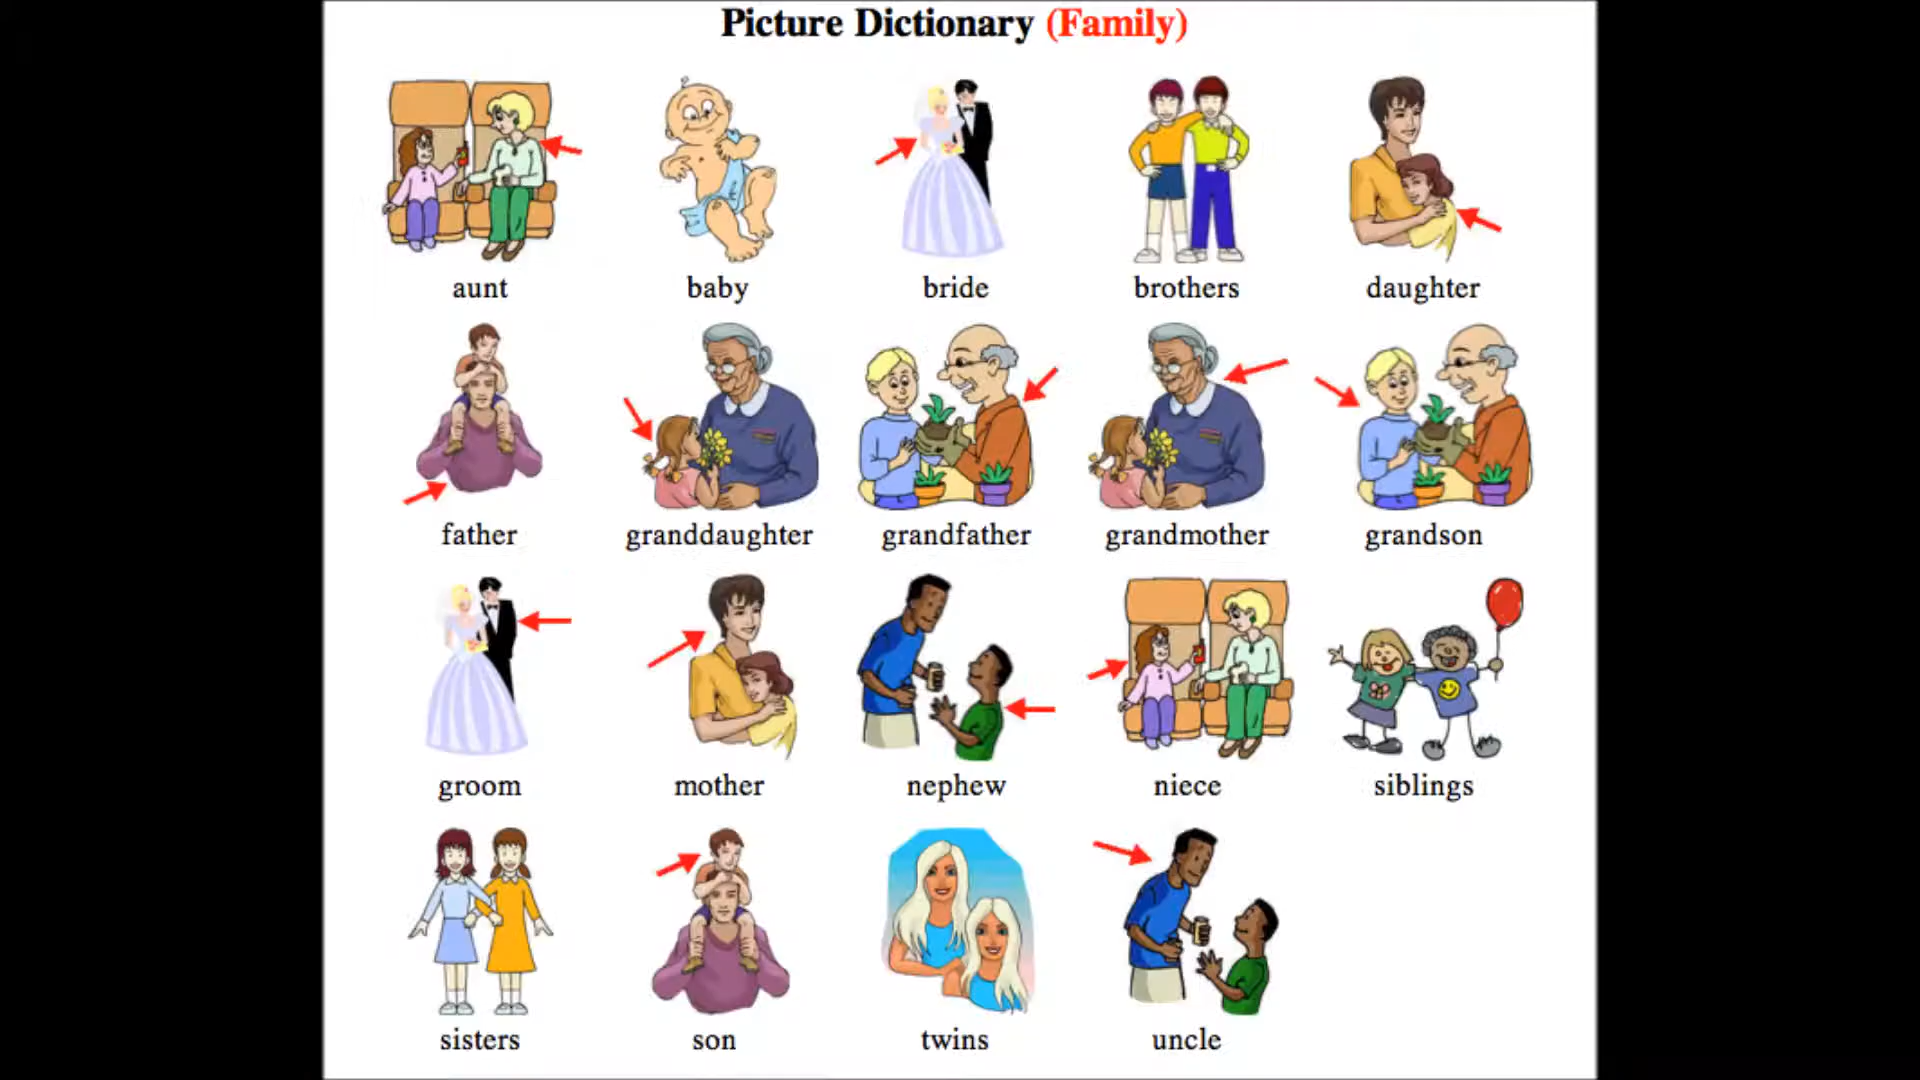 Picture Dictionary (Family)
aunt baby bride brothers daughter
father granddaughter grandfather grandmother grandson
groom mother nephew niece siblings
sisters son twins uncle